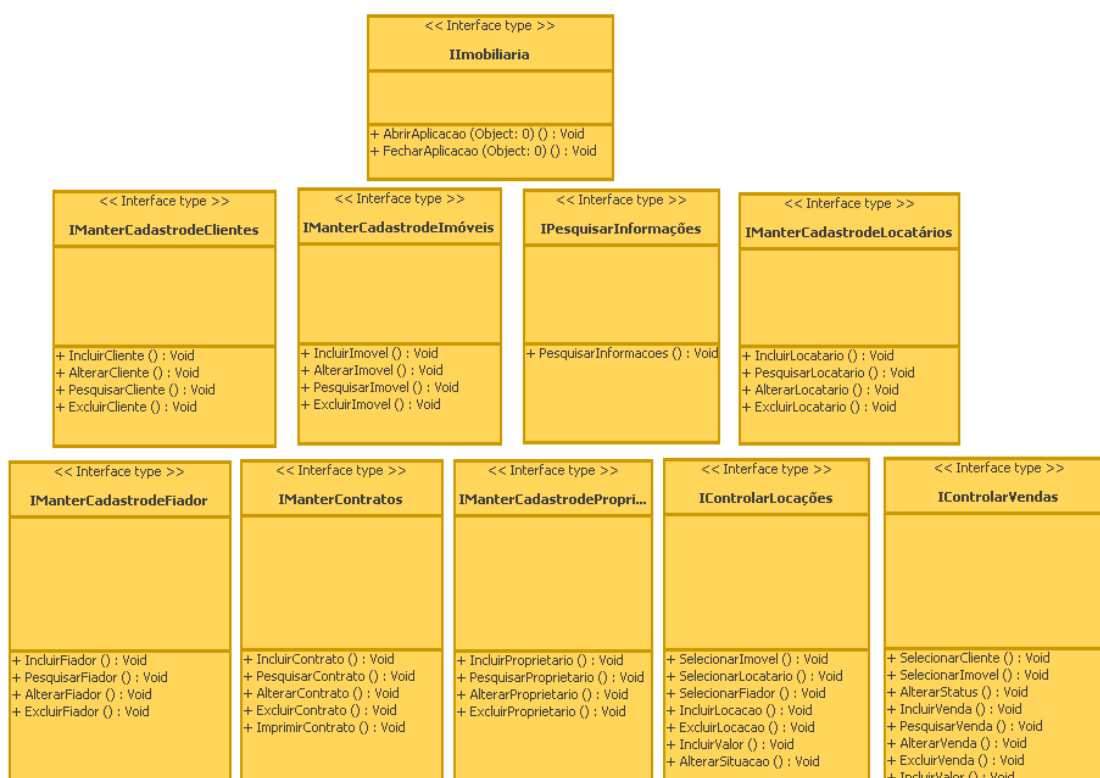 << Interface type >>
IImobiliaria
+ AbrirAplicacao (Object: 0) () : Void
+ FecharAplicacao (Object: 0) () : Void
<< Interface type >>
IManterCadastrodeClientes
+ IncluirCliente () : Void
+ AlterarCliente () : Void
+ PesquisarCliente () : Void
+ ExcluirCliente () : Void
<< Interface type >>
IManterCadastrodeImóveis
+ IncluirImovel () : Void
+ AlterarImovel () : Void
+ PesquisarImovel () : Void
+ ExcluirImovel () : Void
<< Interface type >>
IPesquisarInformações
+ PesquisarInformacoes () : Void
<< Interface type >>
IManterCadastrodeLocatários
+ IncluirLocatario () : Void
+ PesquisarLocatario () : Void
+ AlterarLocatario () : Void
+ ExcluirLocatario () : Void
<< Interface type >>
IManterCadastrodeFiador
+ IncluirFiador () : Void
+ PesquisarFiador () : Void
+ AlterarFiador () : Void
+ ExcluirFiador () : Void
<< Interface type >>
IManterContratos
+ IncluirContrato () : Void
+ PesquisarContrato () : Void
+ AlterarContrato () : Void
+ ExcluirContrato () : Void
+ ImprimirContrato () : Void
<< Interface type >>
IManterCadastrodePropri...
+ IncluirProprietario () : Void
+ PesquisarProprietario () : Void
+ AlterarProprietario () : Void
+ ExcluirProprietario () : Void
<< Interface type >>
IControlarLocações
+ SelecionarImovel () : Void
+ SelecionarLocatario () : Void
+ SelecionarFiador () : Void
+ IncluirLocacao () : Void
+ ExcluirLocacao () : Void
+ IncluirValor () : Void
+ AlterarSituacao () : Void
<< Interface type >>
IControlarVendas
+ SelecionarCliente () : Void
+ SelecionarImovel () : Void
+ AlterarStatus () : Void
+ IncluirVenda () : Void
+ PesquisarVenda () : Void
+ AlterarVenda () : Void
+ ExcluirVenda () : Void
+ IncluirValor () : Void